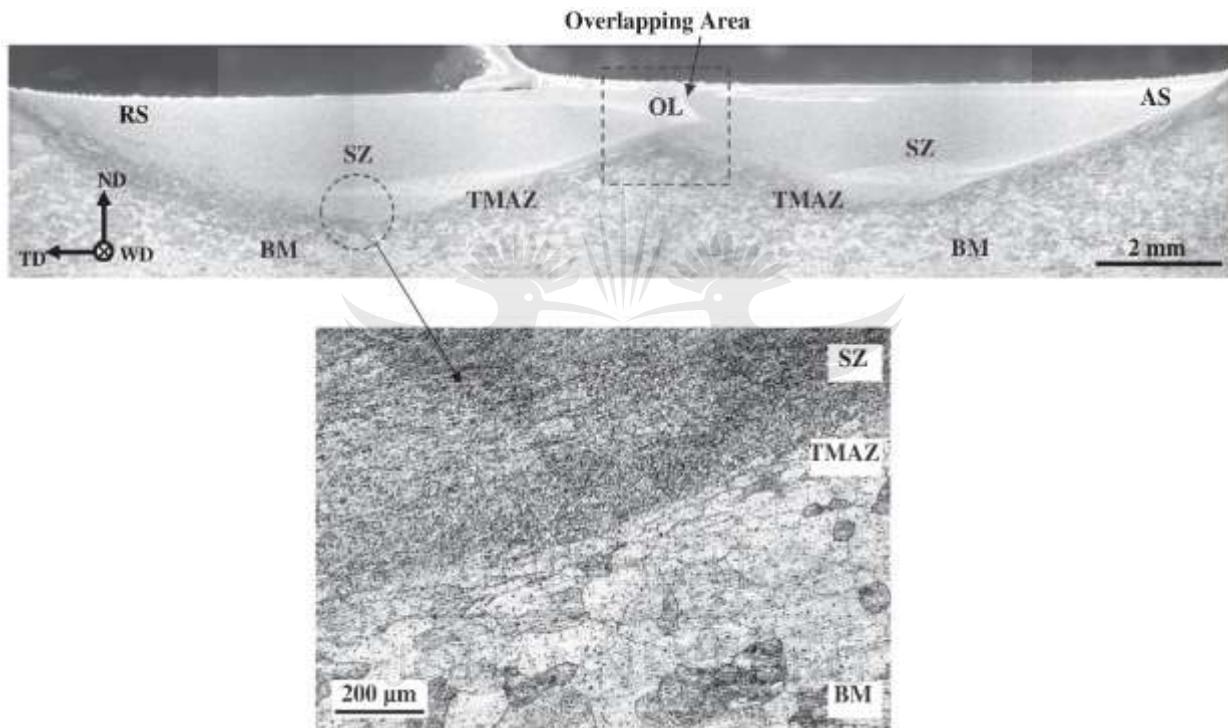 Overlapping Area
RS
OL
AS
SZ
SZ
ND
TMAZ
TMAZ
TD
WD
BM
BM
2 mm
SZ
TMAZ
200 µm
BM